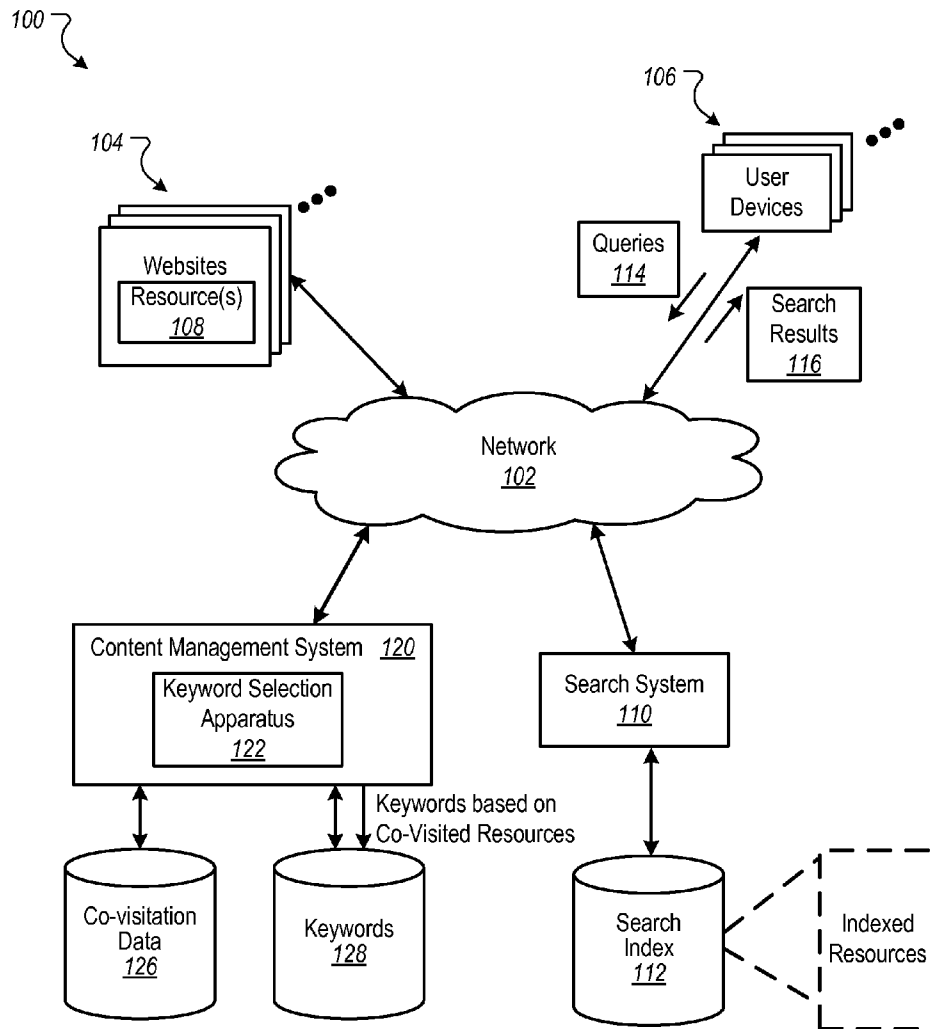 100
106
104
User
Devices
Queries
114
Websites
Resource(s)
108
Search
Results
116
Network
102
Content Management System 120
Keyword Selection
Apparatus
122
Search System
110
Keywords based on
Co-Visited Resources
Co-visitation
Data
126
Keywords
128
Search
Index
112
Indexed
Resources